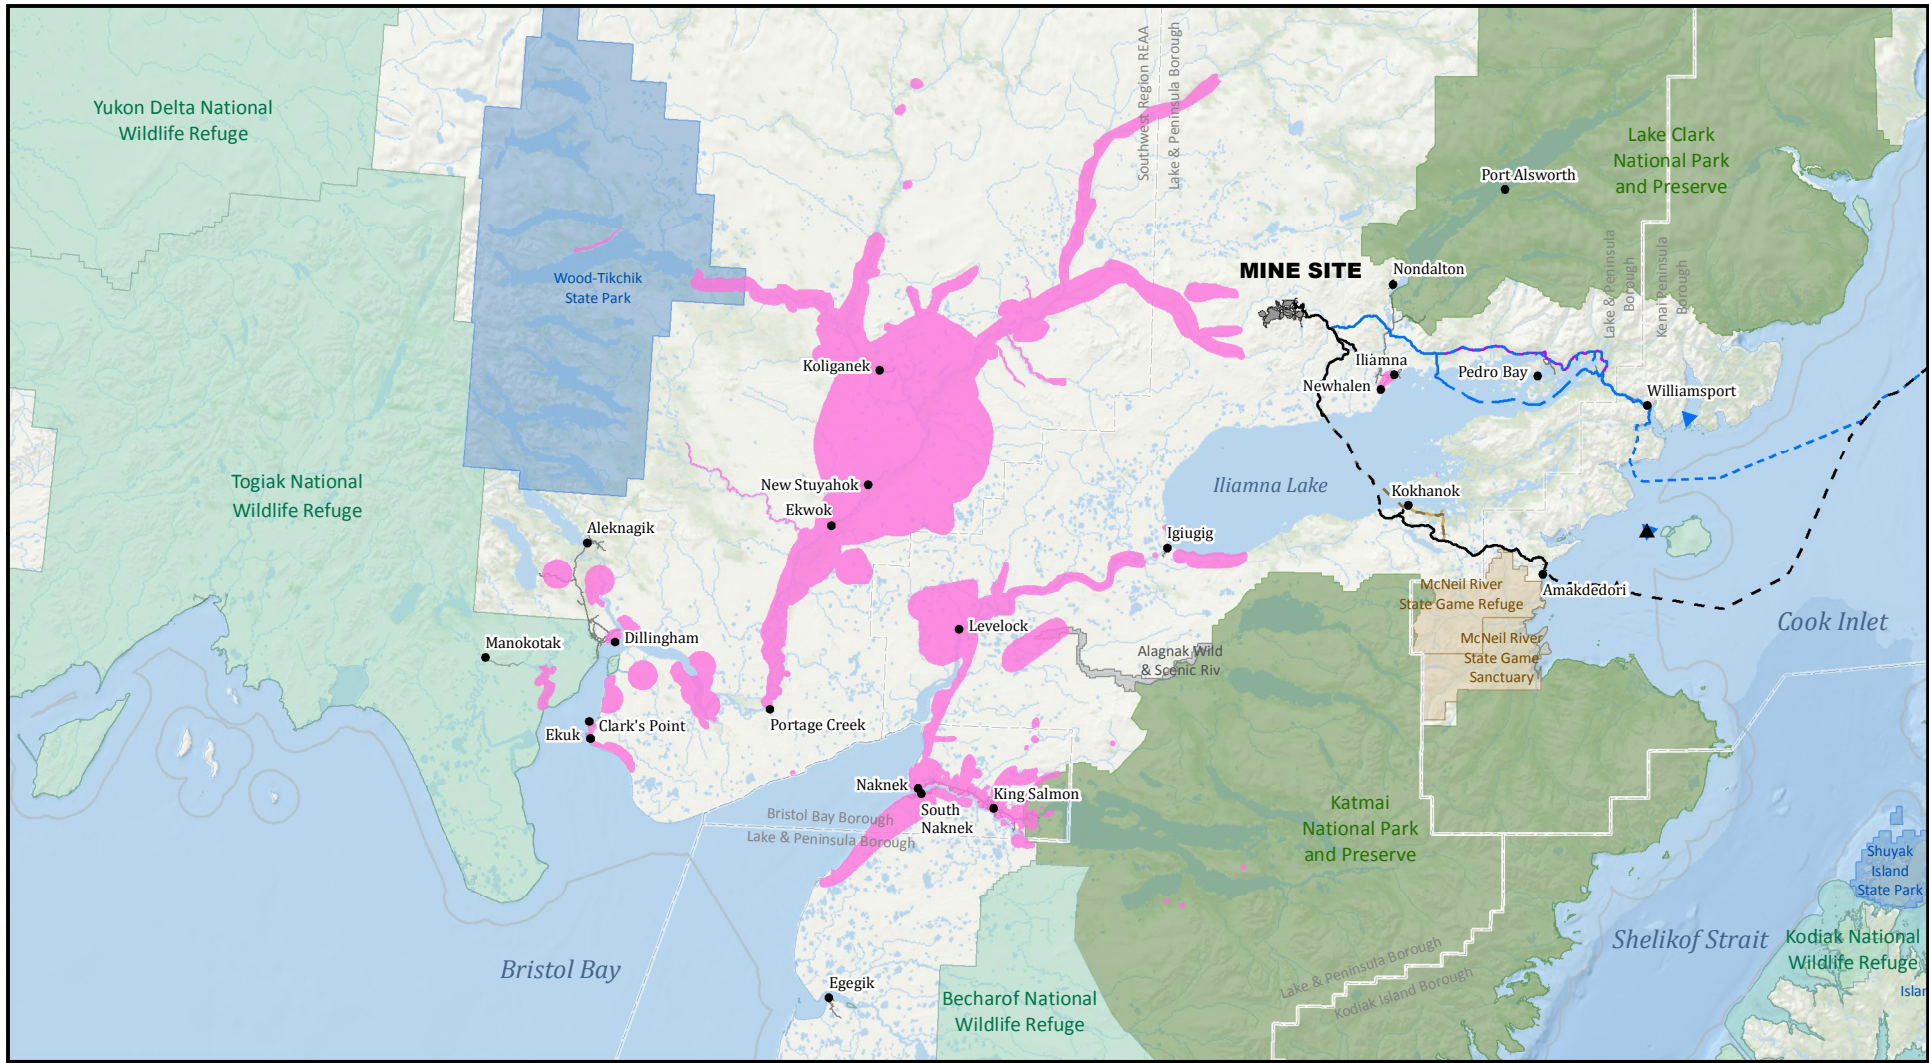 Southwest Region REAA
Lake & Peninsula Borough
Yukon Delta National
Wildlife Refuge
Lake Clark
National Park
and Preserve
Port Alsworth
Wood-Tikchik
State Park
MINE SITE
Nondalton
Lake & Peninsula
Borough
Kenai Peninsula
Borough
Koliganek
Iliamna
Newhalen
Pedro Bay
Williamsport
Togiak National
Wildlife Refuge
New Stuyahok
Ekwok
Iliamna Lake
Kokhanok
Aleknagik
Igiugig
McNeil River
State Game Refuge
Amakdedori
Cook Inlet
Manokotak
Dillingham
Levelock
Alagnak Wild
& Scenic Riv
McNeil River
State Game
Sanctuary
Clark's Point
Ekuk
Portage Creek
Naknek
South
Naknek
King Salmon
Bristol Bay Borough
Lake & Peninsula Borough
Katmai
National Park
and Preserve
Shuyak
Island
State Park
Bristol Bay
Egegik
Becharof National
Wildlife Refuge
Lake & Peninsula Borough
Kodiak Island Borough
Shelikof Strait
Kodiak National
Wildlife Refuge
Islan